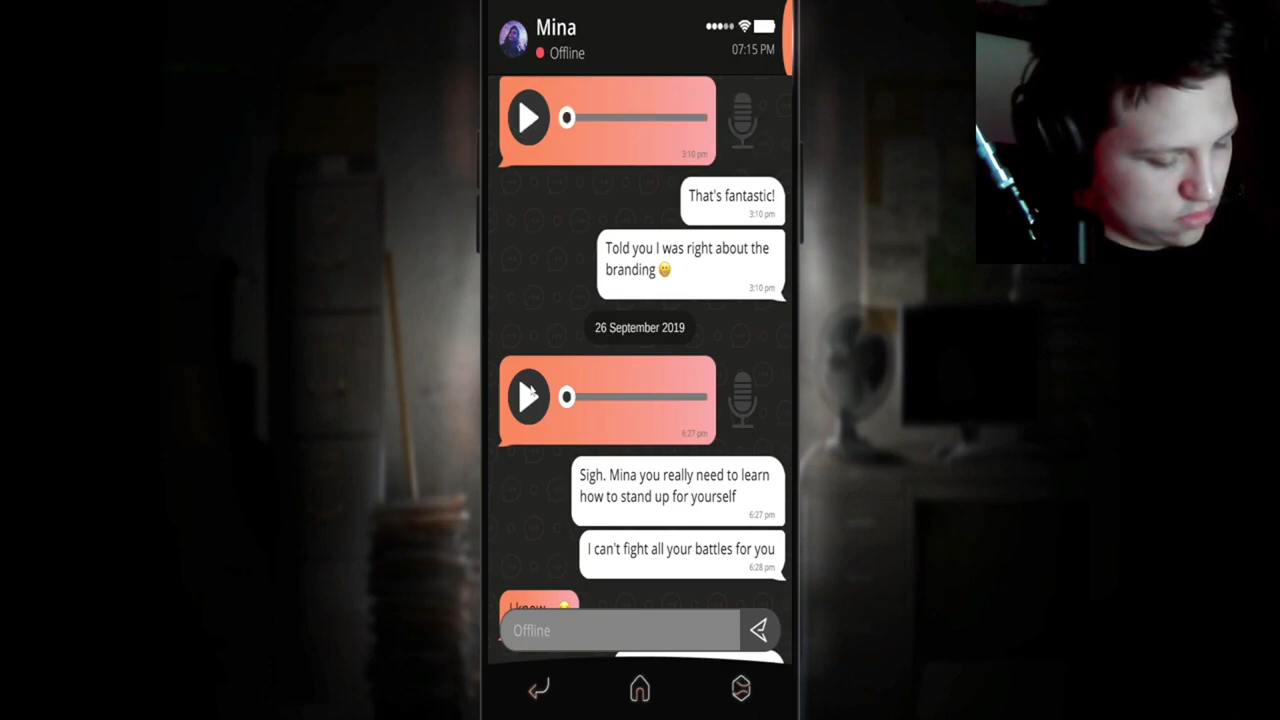 Mina
Offline
07:15 PM
3:10 pm
That's fantastic!
3:10 pm
Told you I was right about the
branding
3:10 pm
26 September 2019
6:27 pm
Sigh. Mina you really need to learn
how to stand up for yourself
6:27 pm
I can't fight all your battles for you
6:28 pm
I know
Offline